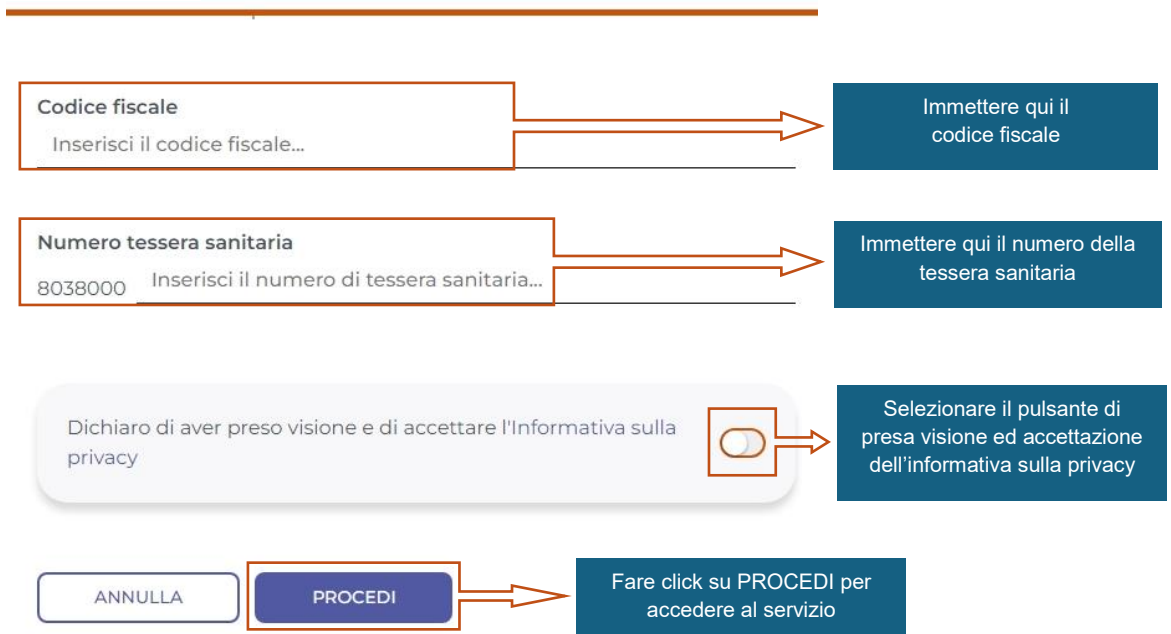 Codice fiscale
Inserisci il codice fiscale...
Immettere qui il
codice fiscale
Numero tessera sanitaria
8038000 Inserisci il numero di tessera sanitaria...
Immettere qui il numero della
tessera sanitaria
Dichiaro di aver preso visione e di accettare l'Informativa sulla
privacy
Selezionare il pulsante di
presa visione ed accettazione
dell’informativa sulla privacy
ANNULLA
PROCEDI
Fare click su PROCEDI per
accedere al servizio